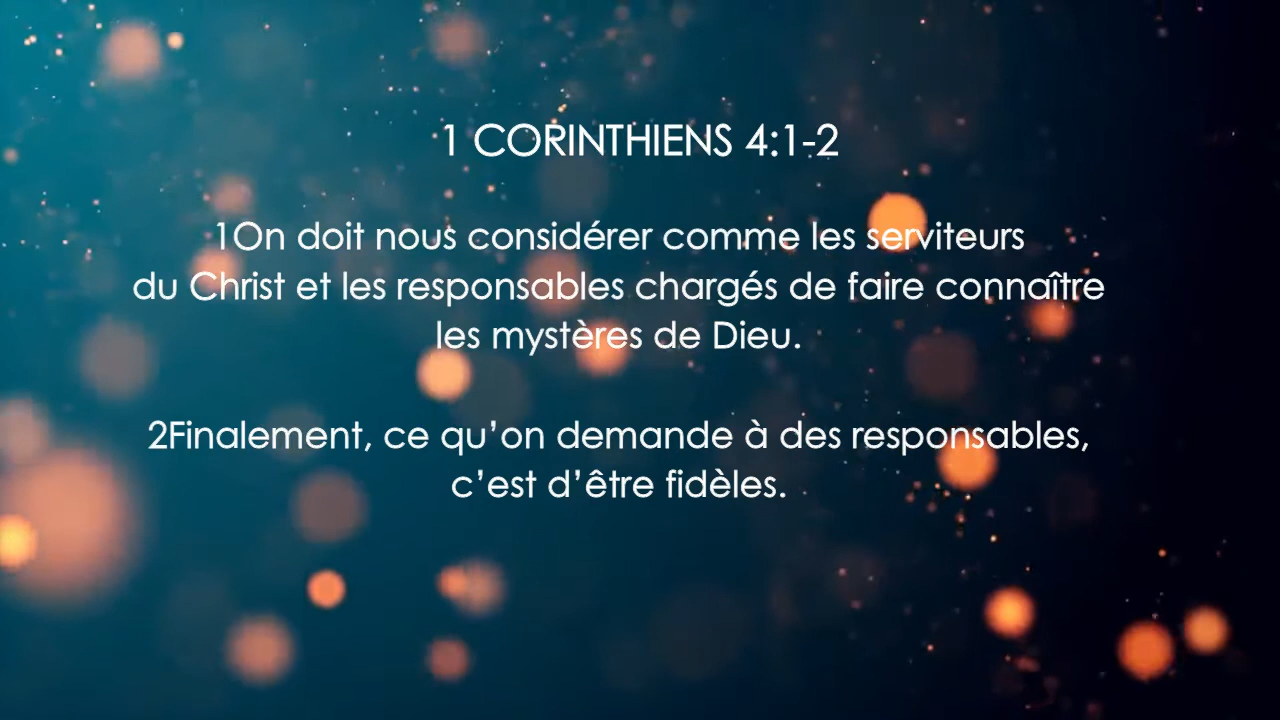 1 CORINTHIENS 4:1-2
1On doit nous considérer comme les serviteurs
du Christ et les responsables chargés de faire connaître
les mystères de Dieu.
2Finalement, ce qu’on demande à des responsables,
c’est d’être fidèles.